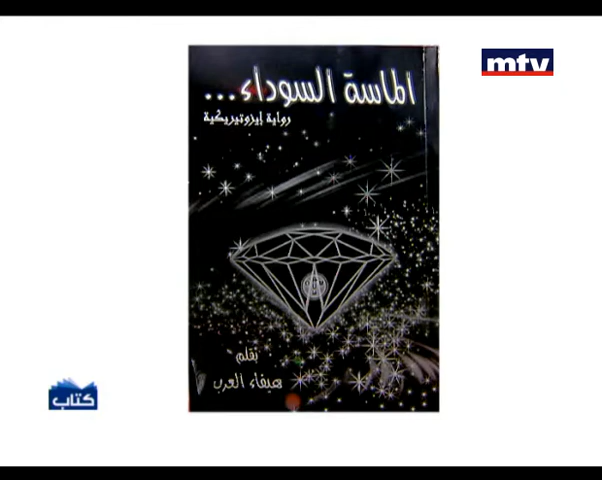 الماسة السوداء...
رواية إيزوتيريكية
بقلم
هيفاء العرب
mtv
كتاب